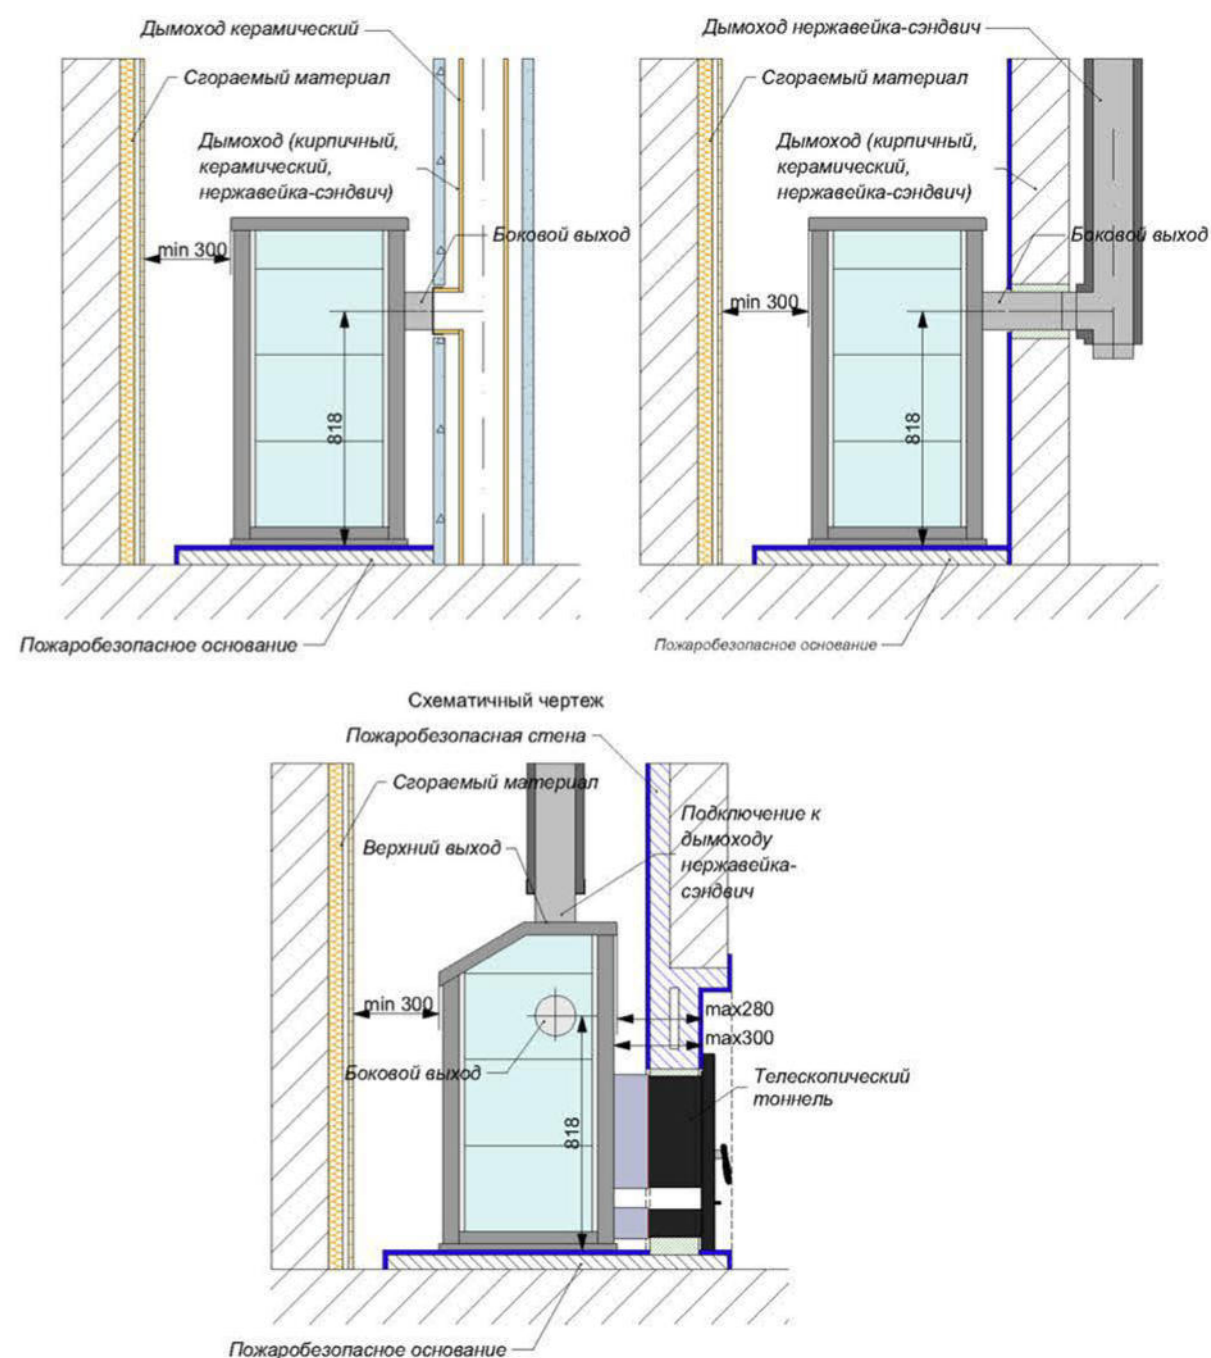 Дымоход керамический
Сгораемый материал
Дымоход (кирпичный,
керамический,
нержавейка-сэндвич)
Боковой выход
min 300
818
Пожаробезопасное основание
Дымоход нержавейка-сэндвич
Сгораемый материал
Дымоход (кирпичный,
керамический,
нержавейка-сэндвич)
Боковой выход
min 300
818
Пожаробезопасное основание
Схематичный чертеж
Пожаробезопасная стена
Сгораемый материал
Подключение к
дымоходу
нержавейка-
сэндвич
Верхний выход
min 300
max280
max300
Боковой выход
Телескопический
тоннель
818
Пожаробезопасное основание